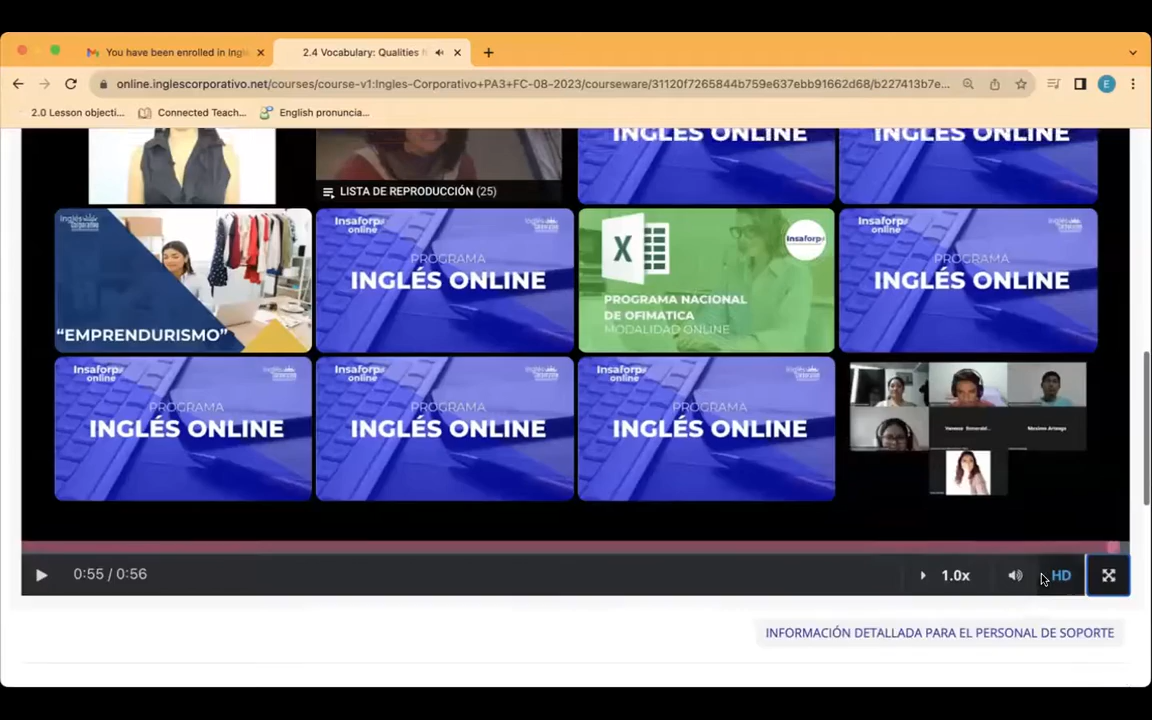 You have been enrolled in Ingl
2.4 Vocabulary: Qualities f
online.inglescorporativo.net/courses/course-v1:Ingles-Corporativo+PA3+FC-08-2023/courseware/31120f7265844b759e637ebb91662d68/b227413b7e...
E
2.0 Lesson objecti...
Connected Teach...
English pronuncia...
INGLÉS ONLINE
INGLÉS ONLINE
LISTA DE REPRODUCCIÓN (25)
inglés corporativo
"EMPRENDURISMO"
Insaforp online
PROGRAMA
INGLÉS ONLINE
X
Insaforp
PROGRAMA NACIONAL
DE OFIMÁTICA
MODALIDAD ONLINE
Insaforp online
PROGRAMA
INGLÉS ONLINE
Insaforp online
PROGRAMA
INGLÉS ONLINE
Insaforp online
PROGRAMA
INGLÉS ONLINE
Insaforp online
PROGRAMA
INGLÉS ONLINE
0:55 / 0:56
1.0x
HD
INFORMACIÓN DETALLADA PARA EL PERSONAL DE SOPORTE